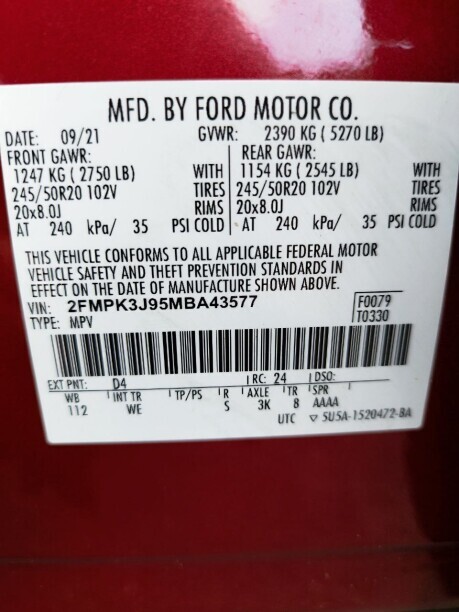 MFD. BY FORD MOTOR CO.
DATE: 09/21 GVWR: 2390 KG ( 5270 LB)
FRONT GAWR: REAR GAWR:
1247 KG ( 2750 LB) WITH 1154 KG ( 2545 LB) WITH
245/50R20 102V TIRES 245/50R20 102V TIRES
20x8.0J RIMS 20x8.0J RIMS
AT 240 kPa/ 35 PSI COLD AT 240 kPa/ 35 PSI COLD
THIS VEHICLE CONFORMS TO ALL APPLICABLE FEDERAL MOTOR
VEHICLE SAFETY AND THEFT PREVENTION STANDARDS IN
EFFECT ON THE DATE OF MANUFACTURE SHOWN ABOVE.
VIN: 2FMPK3J95MBA43577 F0079
TYPE: MPV T0330
EXT PNT: D4 RC: 24 DSO:
WB INT TR TP/PS R AXLE TR SPR
112 WE S 3K 8 AAAA
UTC ▽ 5U5A-1520472-BA